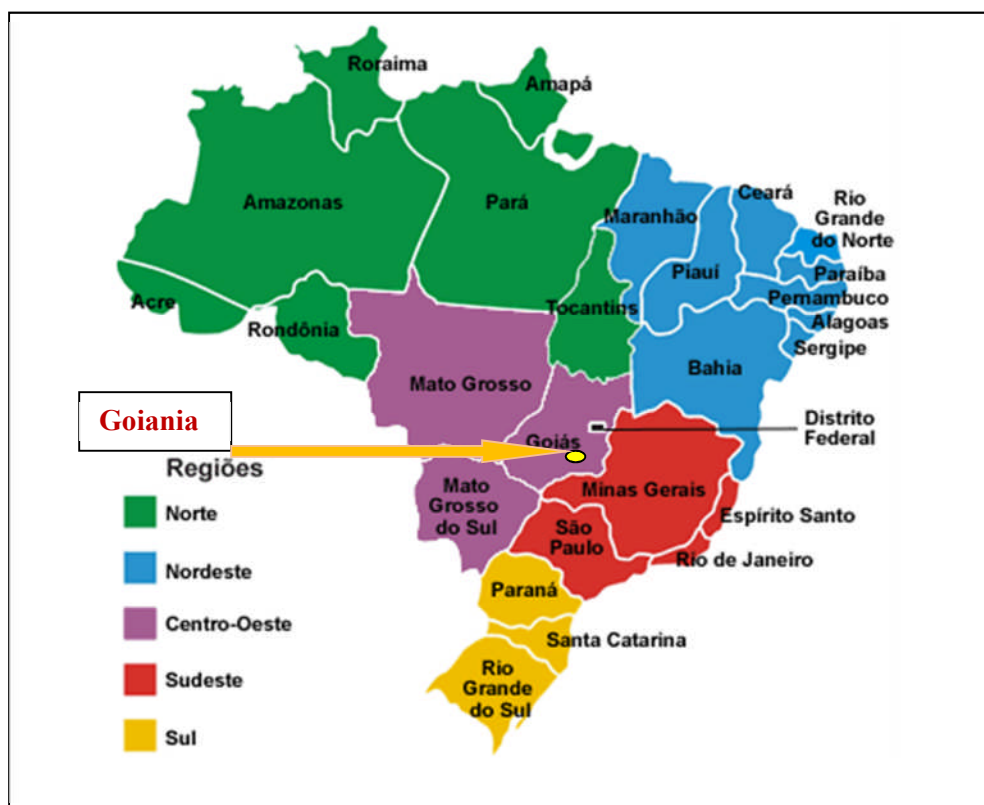 Roraima
Amapá
Amazonas
Pará
Maranhão
Ceará
Rio
Grande
do Norte
Piauí
Paraíba
Pernambuco
Alagoas
Sergipe
Acre
Rondônia
Tocantins
Bahia
Mato Grosso
Goiania
Goiás
Distrito
Federal
Regiões
Mato
Grosso
do Sul
Minas Gerais
Espírito Santo
São
Paulo
Rio de Janeiro
Paraná
Santa Catarina
Rio
Grande
do Sul
Norte
Nordeste
Centro-Oeste
Sudeste
Sul